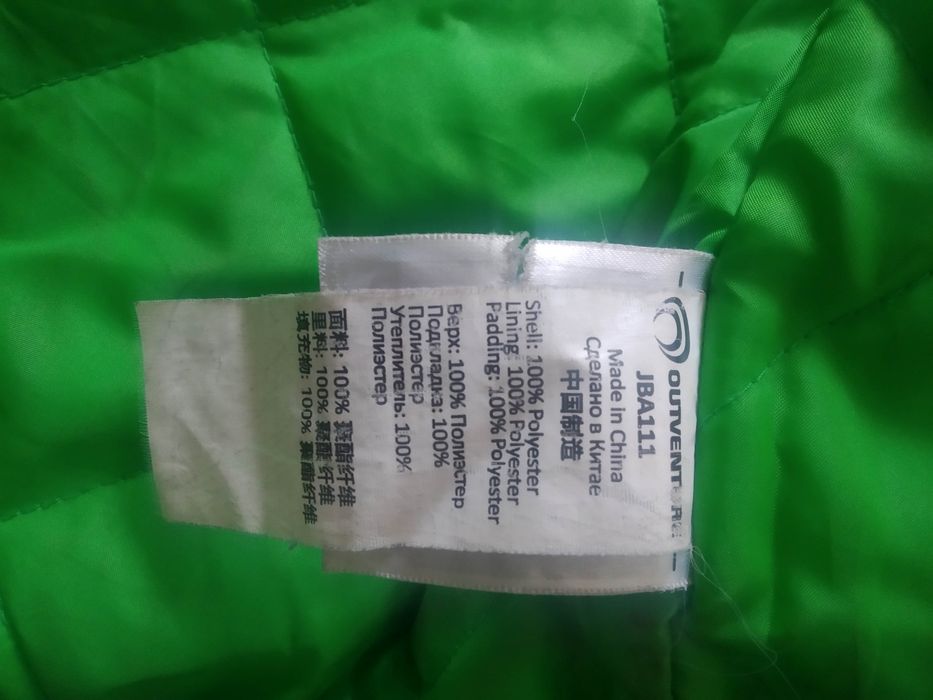 OUTVENTURE
JBA111
Made in China
Сделано в Китае
中国制造
Shell: 100% Polyester
Lining: 100% Polyester
Padding: 100% Polyester
Верх: 100% Полиэстер
Подкладка: 100%
Полиэстер
Утеплитель: 100%
Полиэстер
面料: 100% 聚酯纤维
里料: 100% 聚酯纤维
填充物: 100% 聚酯纤维